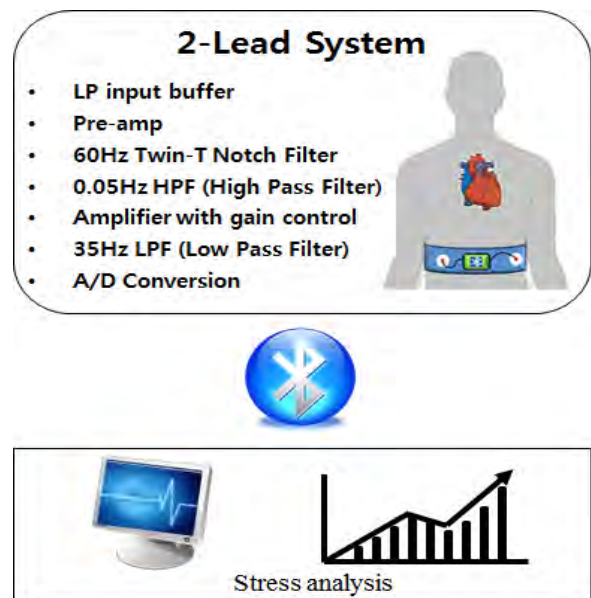 2-Lead System
• LP input buffer
• Pre-amp
• 60Hz Twin-T Notch Filter
• 0.05Hz HPF (High Pass Filter)
• Amplifier with gain control
• 35Hz LPF (Low Pass Filter)
• A/D Conversion
Stress analysis